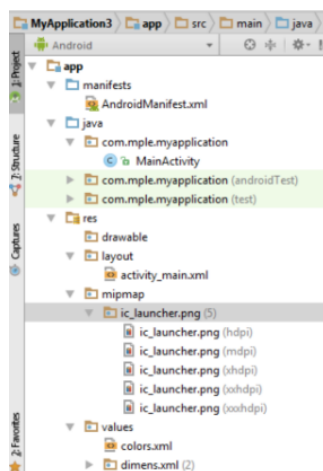 MyApplication3 app src main java
Android
1: Project
app
manifests
AndroidManifest.xml
java
com.mple.myapplication
MainActivity
com.mple.myapplication (androidTest)
com.mple.myapplication (test)
res
drawable
layout
activity_main.xml
mipmap
ic_launcher.png (5)
ic_launcher.png (hdpi)
ic_launcher.png (mdpi)
ic_launcher.png (xhdpi)
ic_launcher.png (xxhdpi)
ic_launcher.png (xxxhdpi)
values
colors.xml
dimens.xml (2)
7: Structure
Captures
2: Favorites